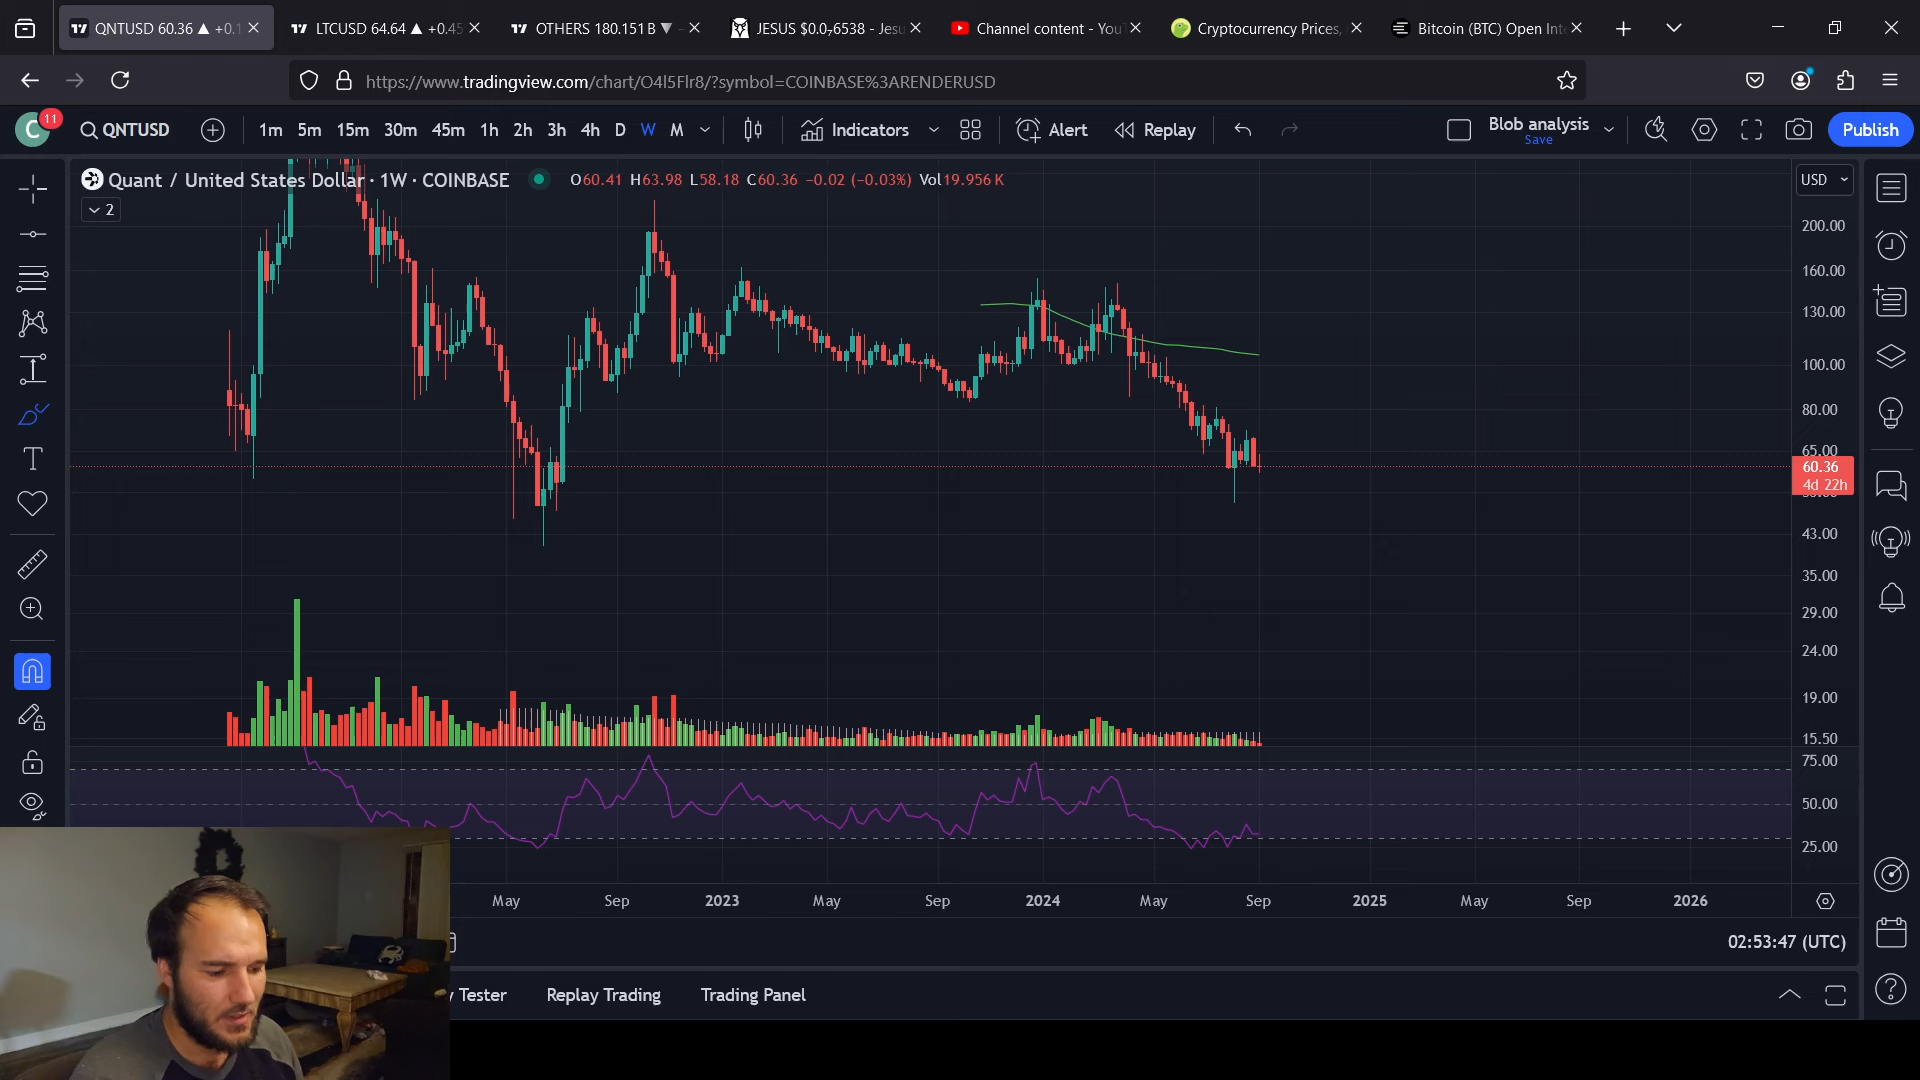 QNTUSD 60.36 ▲ +0.1
LTCUSD 64.64 ▲ +0.45
OTHERS 180.151 B ▼
JESUS $0.0₇6538 - Jesu
Channel content - YouT
Cryptocurrency Prices,
Bitcoin (BTC) Open Inte
https://www.tradingview.com/chart/O4l5Flr8/?symbol=COINBASE%3ARENDERUSD
C 11 QNTUSD 1m 5m 15m 30m 45m 1h 2h 3h 4h D W M Indicators Alert Replay Blob analysis Save Publish
Quant / United States Dollar · 1W · COINBASE O60.41 H63.98 L58.18 C60.36 −0.02 (−0.03%) Vol19.956 K
USD
2
200.00
160.00
130.00
100.00
80.00
65.00
60.36
4d 22h
43.00
35.00
29.00
24.00
19.00
15.50
75.00
50.00
25.00
May Sep 2023 May Sep 2024 May Sep 2025 May Sep 2026
02:53:47 (UTC)
y Tester Replay Trading Trading Panel